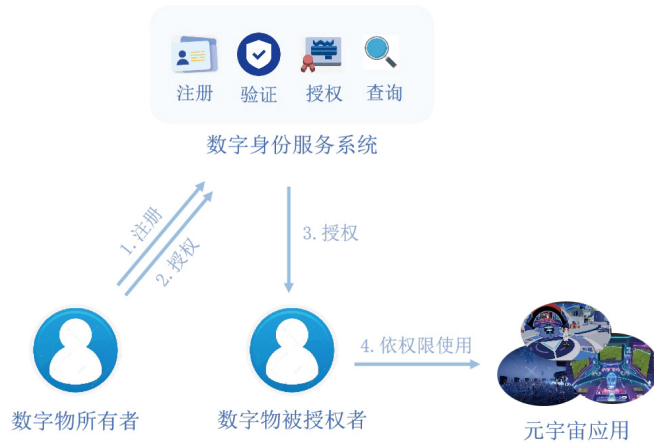 注册 验证 授权 查询
数字身份服务系统
1.注册
2.授权
3.授权
4.依权限使用
数字物所有者
数字物被授权者
元宇宙应用